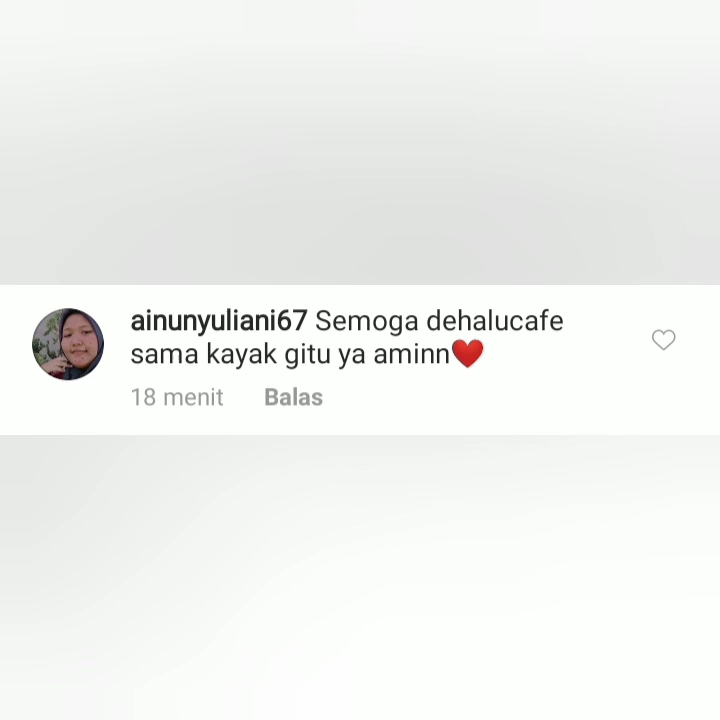 ainunyuliani67 Semoga dehalucafe
sama kayak gitu ya aminn❤️
18 menit Balas